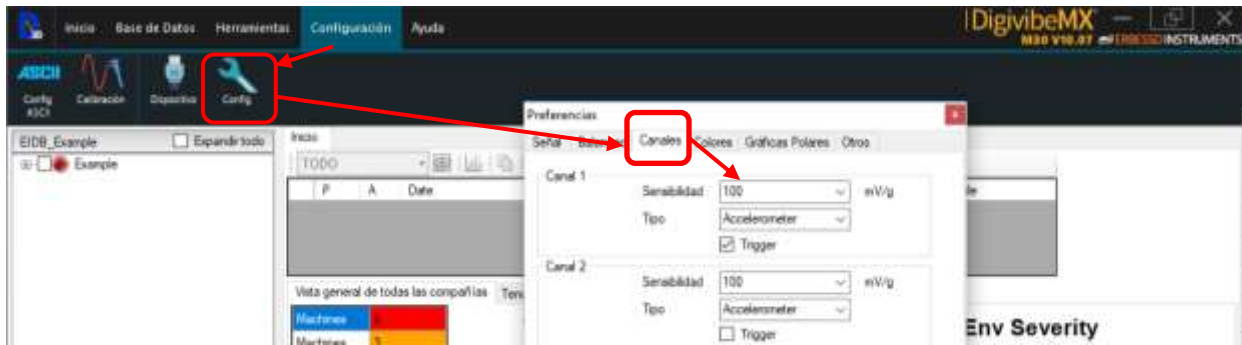 Inicio Base de Datos Herramientas Configuración Ayuda
DigivibeMX
M30 V10.07 ERBESSD INSTRUMENTS
ASCII
Config ASCI
Calibración
Dispositivo
Config
EIDB_Example Expandir todo
Example
Inicio
TODO
P A Date
Vista general de todas las compañías
Machines
Machines 3
Preferencias
Señal Canales Colores Gráficas Polares Otros
Canal 1
Sensibilidad 100 mV/g
Tipo Accelerometer
Trigger
Canal 2
Sensibilidad 100 mV/g
Tipo Accelerometer
Trigger
Env Severity